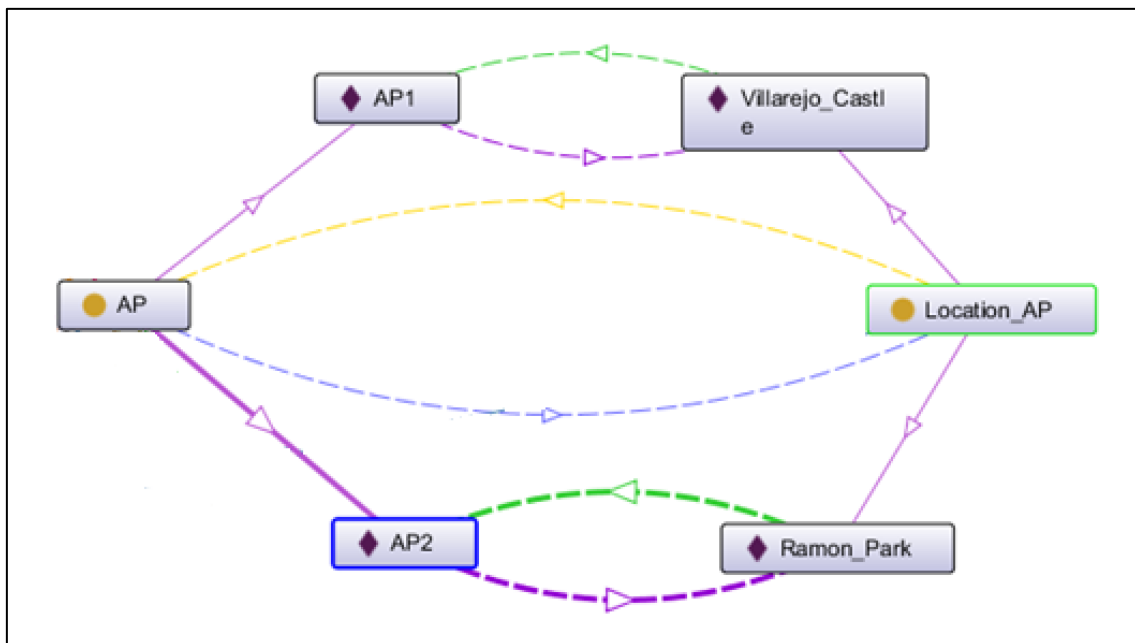 AP1
Villarejo_Castl
e
AP
Location_AP
AP2
Ramon_Park